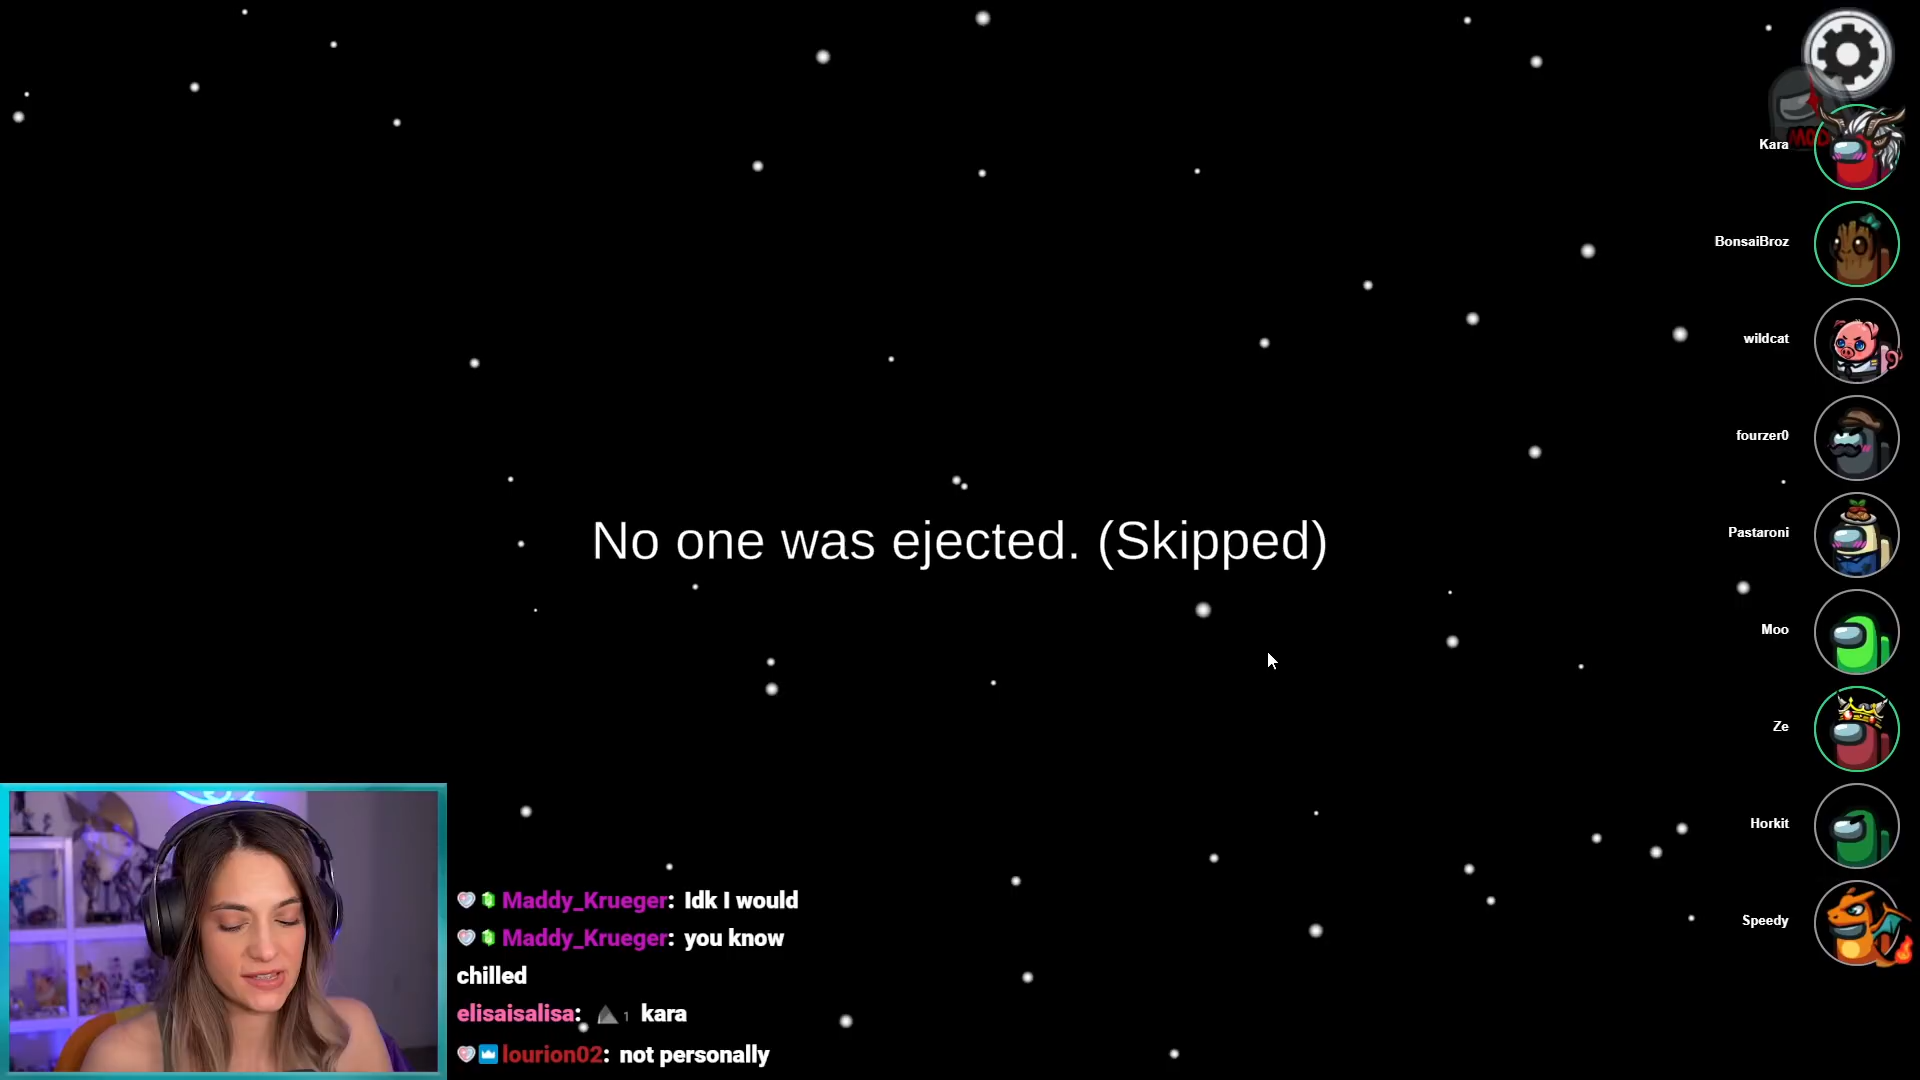 MOD
Kara
BonsaiBroz
wildcat
fourzer0
Pastaroni
No one was ejected. (Skipped)
Moo
Ze
Horkit
Speedy
Maddy_Krueger: Idk I would
Maddy_Krueger: you know
chilled
elisaisalisa: 1 kara
lourion02: not personally